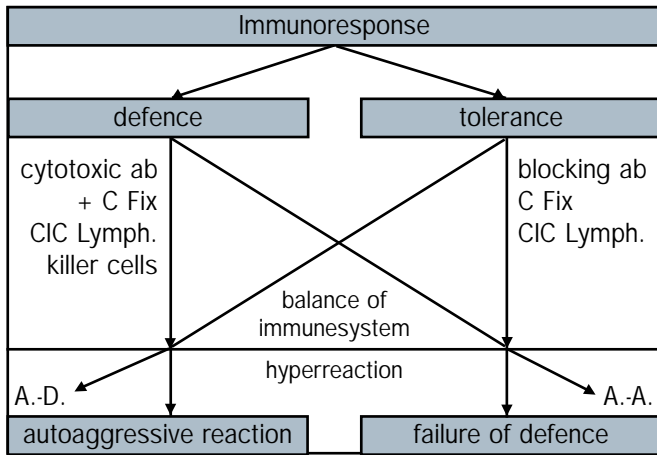 Immunoresponse
defence
tolerance
cytotoxic ab
+ C Fix
CIC Lymph.
killer cells
blocking ab
C Fix
CIC Lymph.
balance of
immunesystem
hyperreaction
A.-D.
A.-A.
autoaggressive reaction
failure of defence